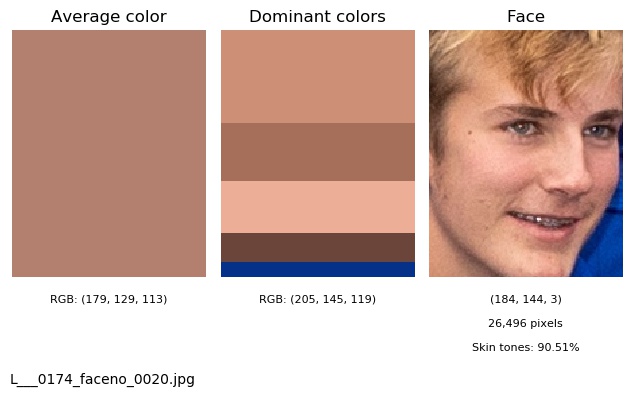 Average color
Dominant colors
Face
RGB: (179, 129, 113)
RGB: (205, 145, 119)
(184, 144, 3)
26,496 pixels
Skin tones: 90.51%
L___0174_faceno_0020.jpg